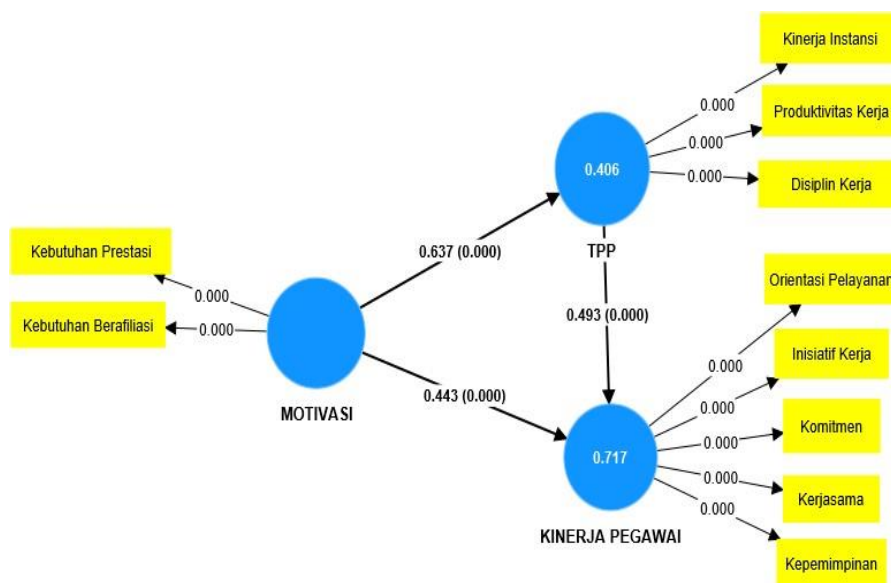 Kinerja Instansi
0.000
Produktivitas Kerja
0.000
0.000
Disiplin Kerja
0.406
TPP
Kebutuhan Prestasi
0.000
Kebutuhan Berafiliasi
0.000
0.637 (0.000)
MOTIVASI
0.493 (0.000)
0.443 (0.000)
Orientasi Pelayanan
0.000
Inisiatif Kerja
0.000
Komitmen
0.000
0.717
Kerjasama
0.000
0.000
KINERJA PEGAWAI
Kepemimpinan